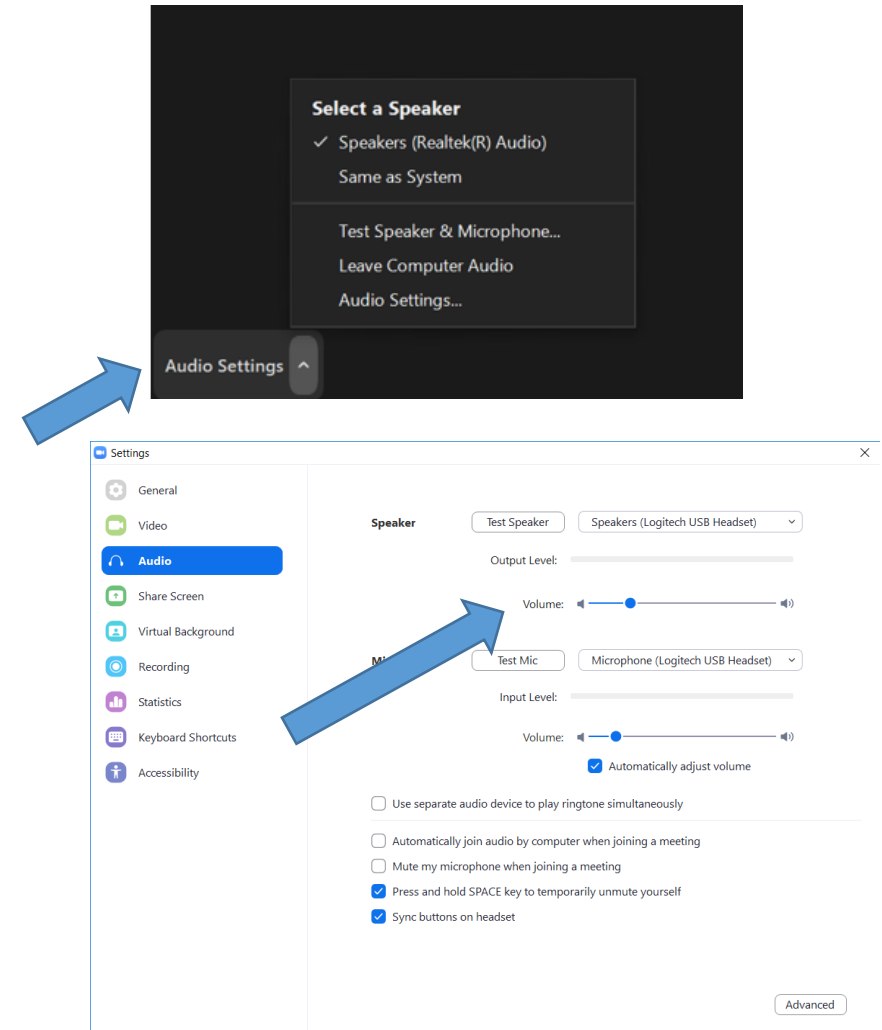 Select a Speaker
Speakers (Realtek(R) Audio)
Same as System
Test Speaker & Microphone...
Leave Computer Audio
Audio Settings...
Audio Settings
Settings
General
Video
Audio
Share Screen
Virtual Background
Recording
Statistics
Keyboard Shortcuts
Accessibility
Speaker
Test Speaker
Speakers (Logitech USB Headset)
Output Level:
Volume:
Test Mic
Microphone (Logitech USB Headset)
Input Level:
Volume:
Automatically adjust volume
Use separate audio device to play ringtone simultaneously
Automatically join audio by computer when joining a meeting
Mute my microphone when joining a meeting
Press and hold SPACE key to temporarily unmute yourself
Sync buttons on headset
Advanced